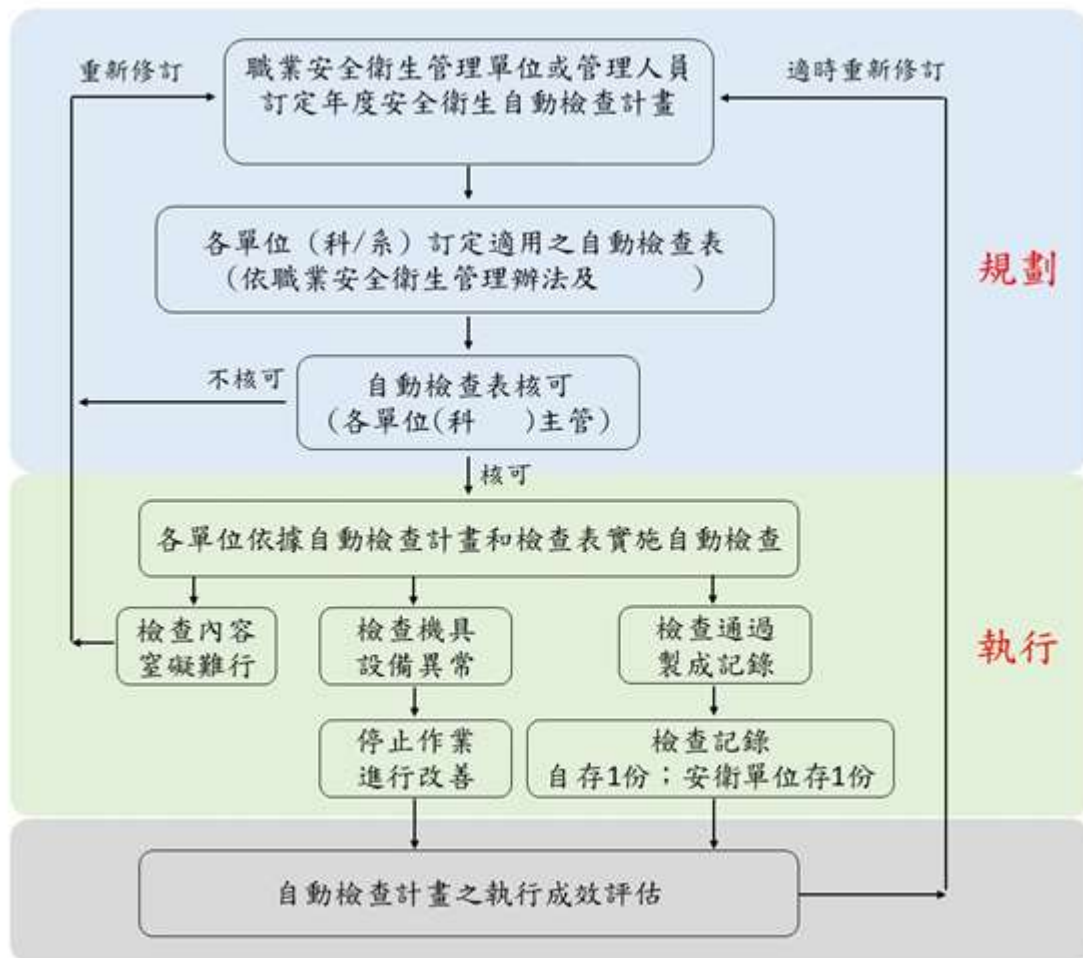 重新修訂
職業安全衛生管理單位或管理人員
訂定年度安全衛生自動檢查計畫
適時重新修訂
各單位（科/系）訂定適用之自動檢查表
（依職業安全衛生管理辦法及　　　）
規劃
不核可
自動檢查表核可
（各單位(科　　)主管）
核可
各單位依據自動檢查計畫和檢查表實施自動檢查
檢查內容
窒礙難行
檢查機具
設備異常
檢查通過
製成記錄
執行
停止作業
進行改善
檢查記錄
自存1份；安衛單位存1份
自動檢查計畫之執行成效評估